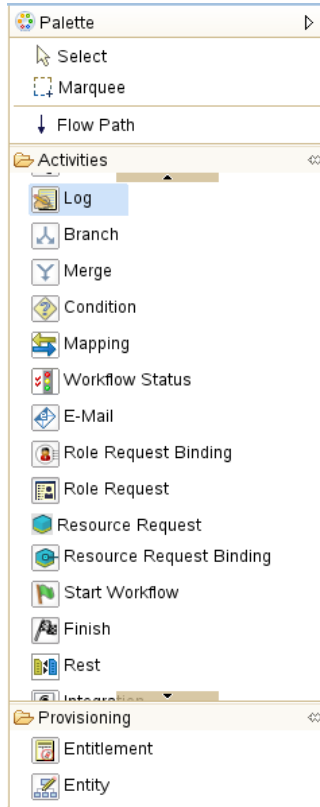 Palette
Select
Marquee
Flow Path
Activities
Log
Branch
Merge
Condition
Mapping
Workflow Status
E-Mail
Role Request Binding
Role Request
Resource Request
Resource Request Binding
Start Workflow
Finish
Rest
Integration
Provisioning
Entitlement
Entity